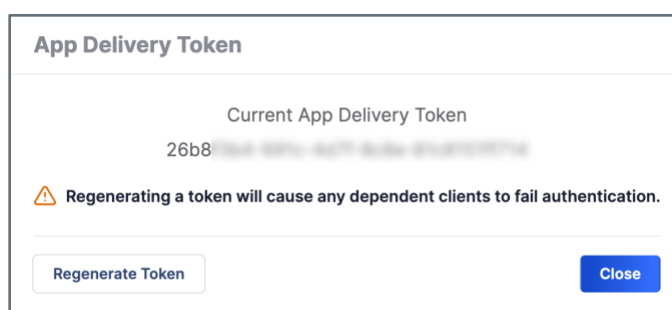 App Delivery Token
Current App Delivery Token
26b8
Regenerating a token will cause any dependent clients to fail authentication.
Regenerate Token
Close